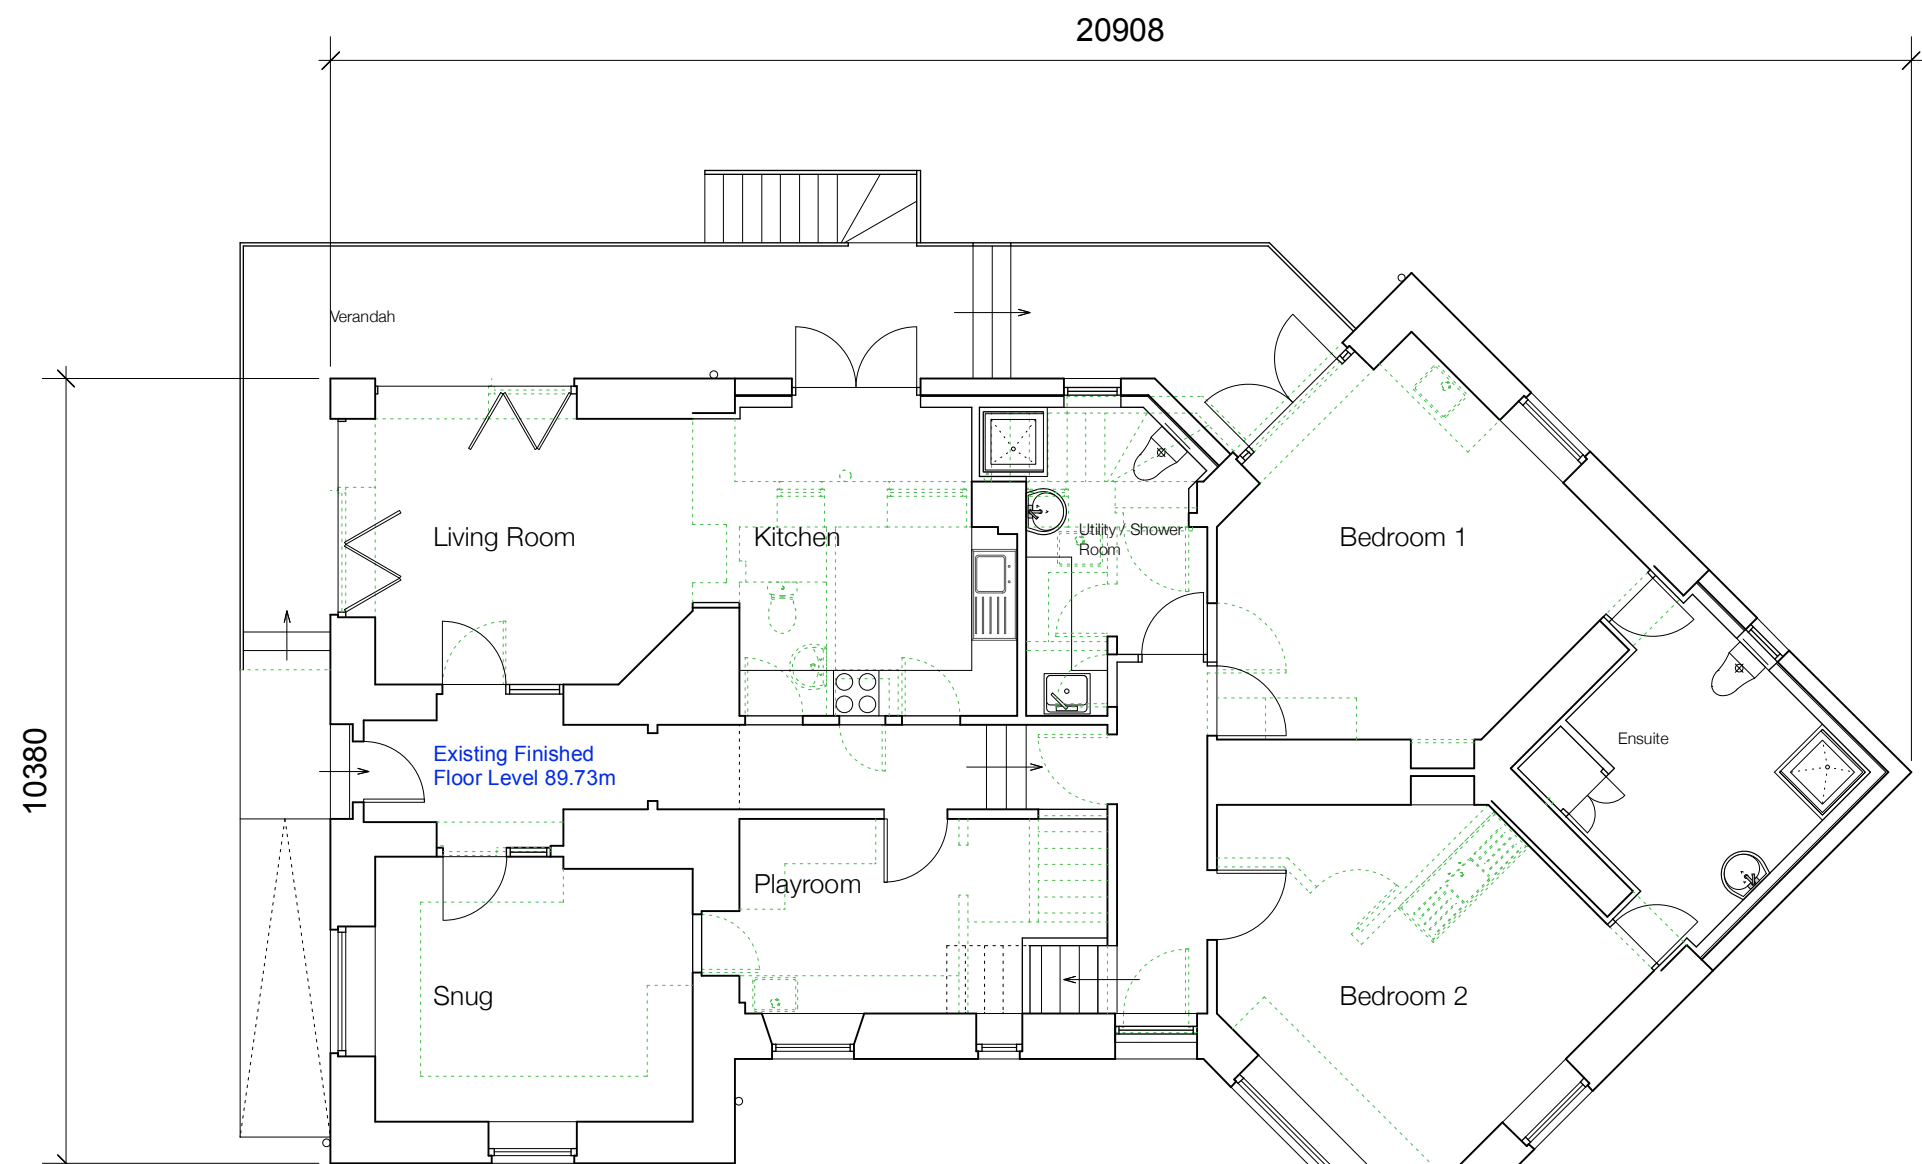 20908
Verandah
Living Room
Kitchen
Utility / Shower
Room
Bedroom 1
Ensuite
10380
Existing Finished
Floor Level 89.73m
Playroom
Snug
Bedroom 2